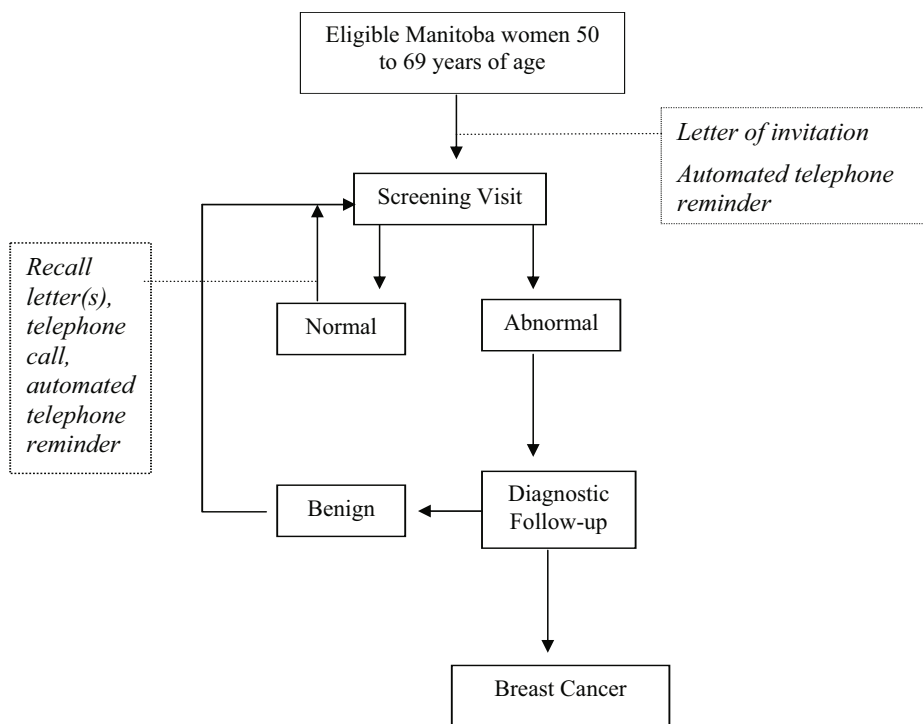 Eligible Manitoba women 50
to 69 years of age
Letter of invitation
Automated telephone
reminder
Screening Visit
Recall
letter(s),
telephone
call,
automated
telephone
reminder
Normal
Abnormal
Benign
Diagnostic
Follow-up
Breast Cancer